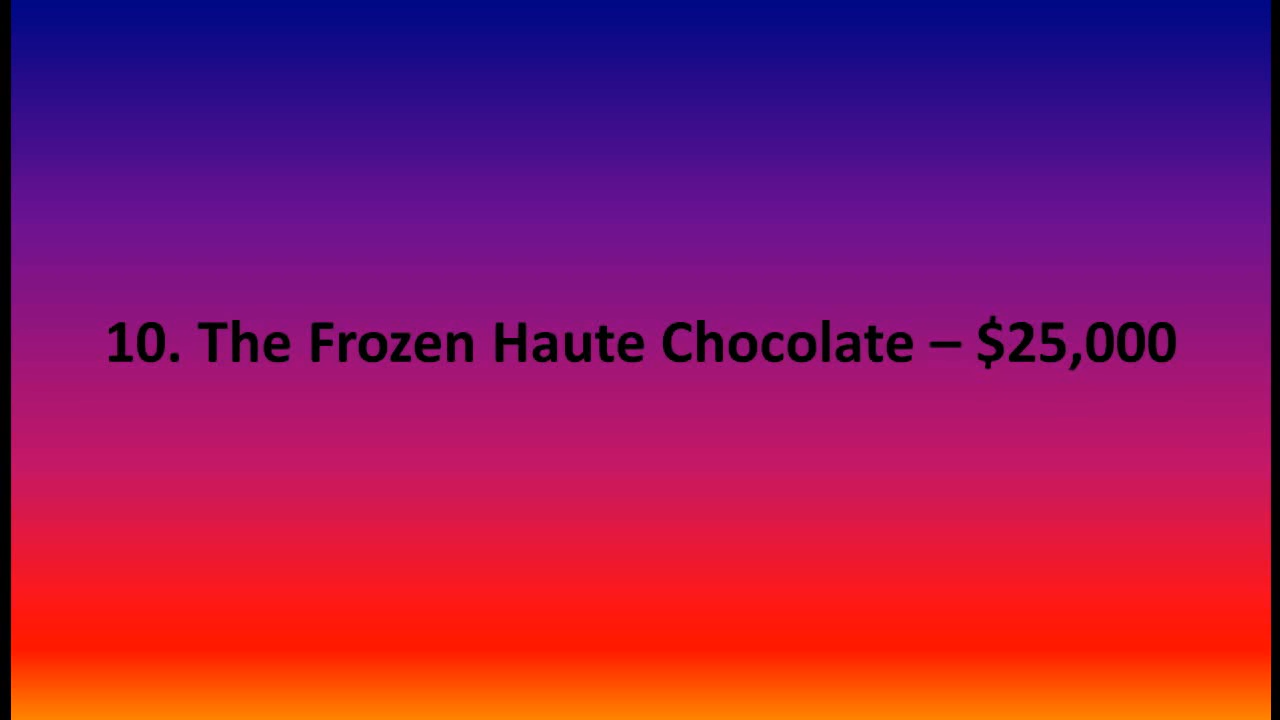 10. The Frozen Haute Chocolate – $25,000